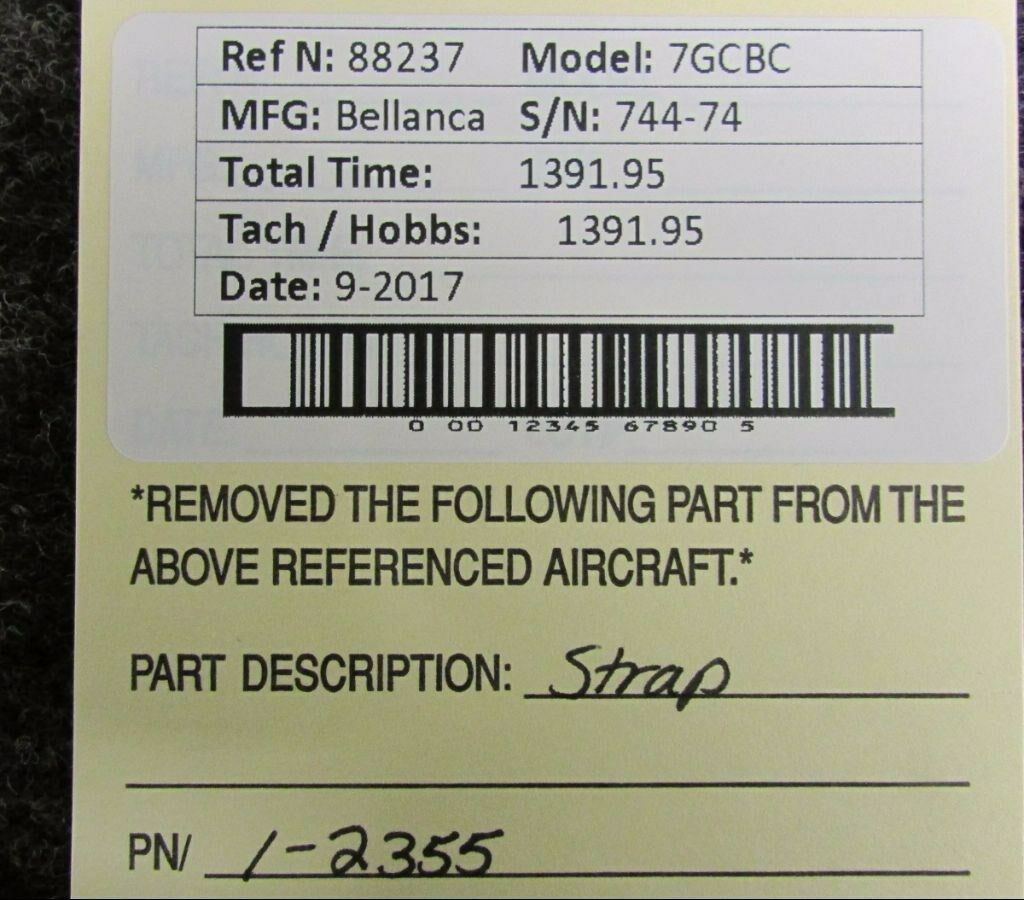 Ref N: 88237 Model: 7GCBC
MFG: Bellanca S/N: 744-74
Total Time: 1391.95
Tach / Hobbs: 1391.95
Date: 9-2017
0 00 12345 67890 5
*REMOVED THE FOLLOWING PART FROM THE
ABOVE REFERENCED AIRCRAFT.*
PART DESCRIPTION: Strap
PN/ 1-2355